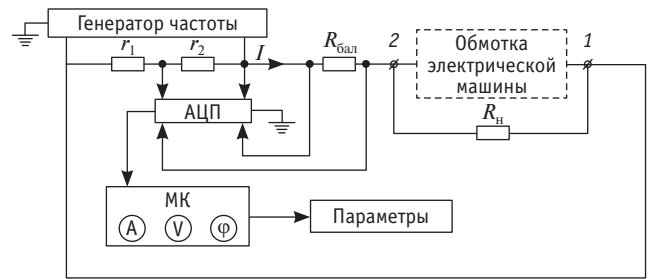 Генератор частоты
r1
r2
I
Rбал
2
Обмотка
электрической
машины
1
Rн
АЦП
МК
A
V
φ
Параметры